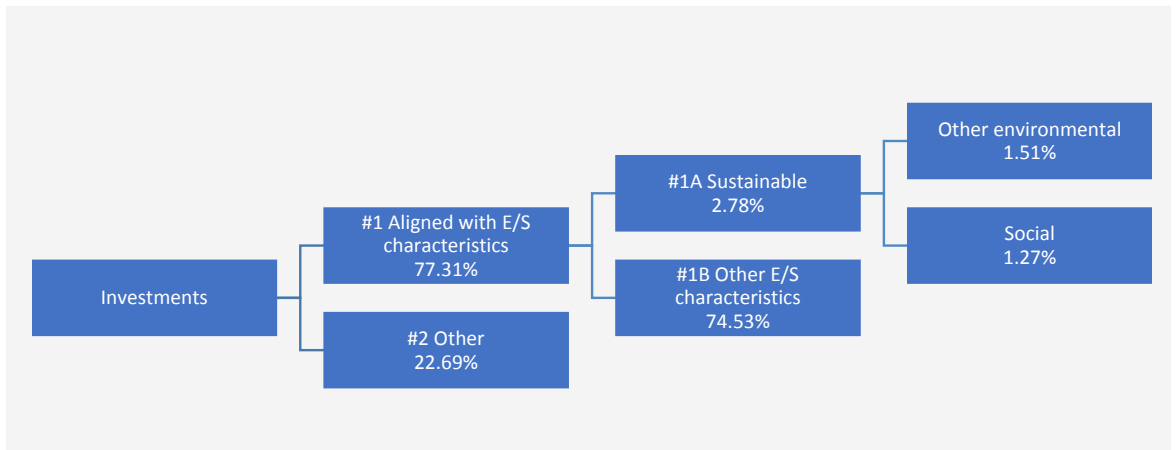 Investments
#1 Aligned with E/S
characteristics
77.31%
#2 Other
22.69%
#1A Sustainable
2.78%
#1B Other E/S
characteristics
74.53%
Other environmental
1.51%
Social
1.27%